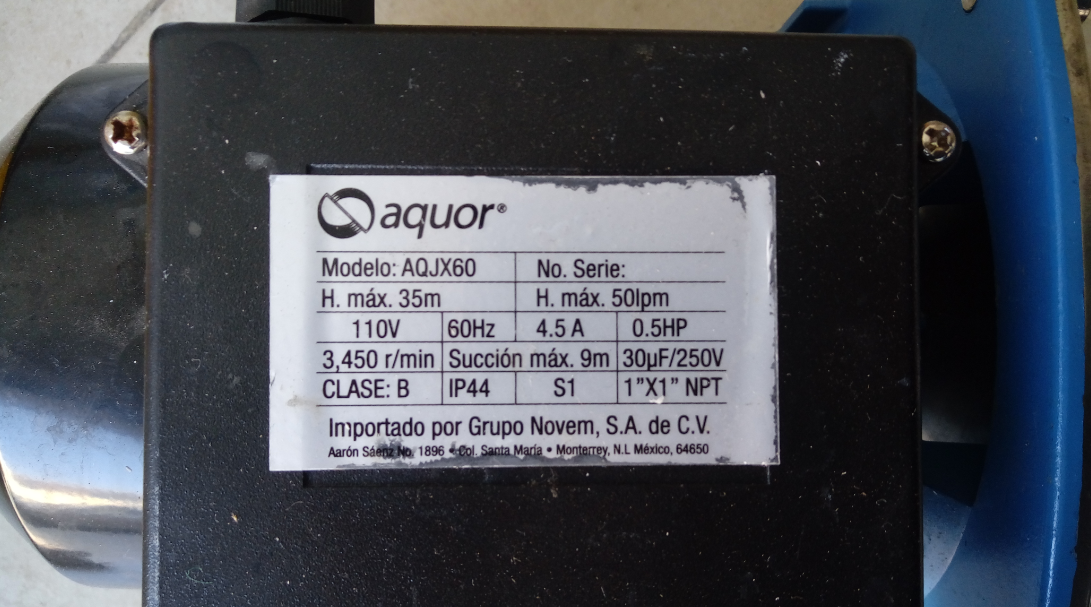 aquor®
Modelo: AQJX60 No. Serie:
H. máx. 35m H. máx. 50lpm
110V 60Hz 4.5 A 0.5HP
3,450 r/min Succión máx. 9m 30µF/250V
CLASE: B IP44 S1 1”X1” NPT
Importado por Grupo Novem, S.A. de C.V.
Aarón Sáenz No. 1896 • Col. Santa María • Monterrey, N.L México, 64650